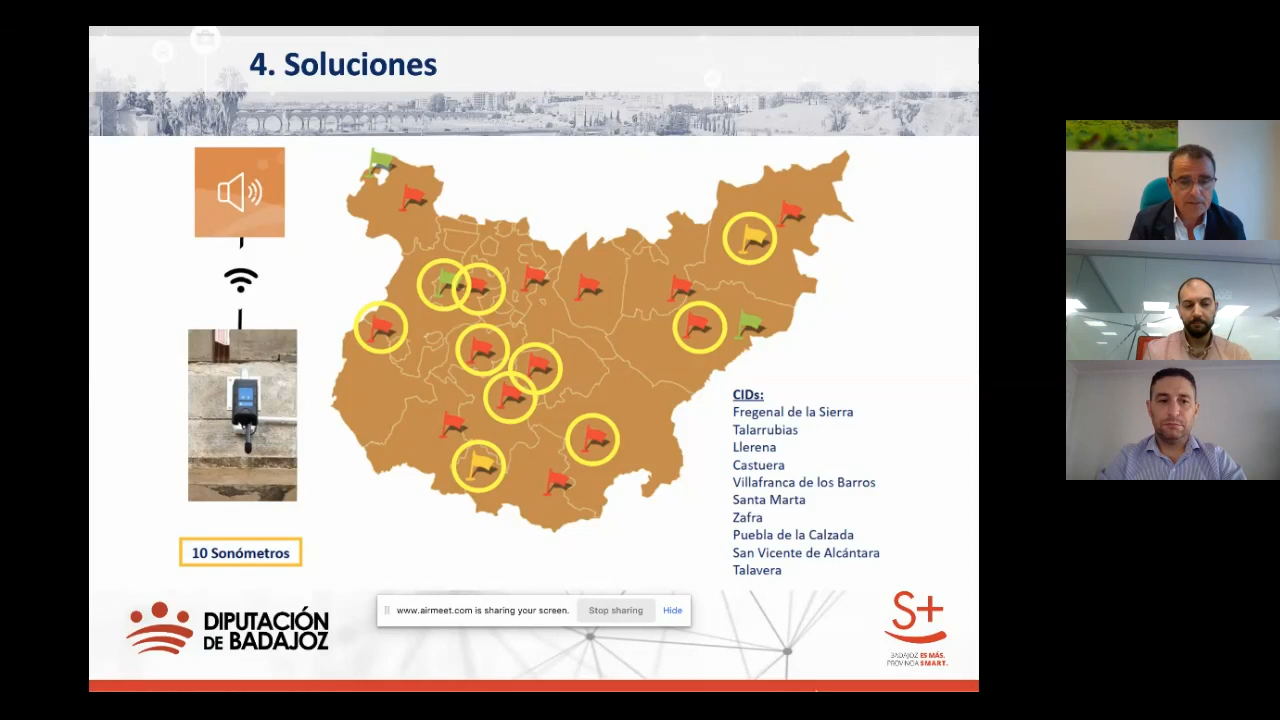 4. Soluciones
10 Sonómetros
CIDs:
Fregenal de la Sierra
Talarrubias
Llerena
Castuera
Villafranca de los Barros
Santa Marta
Zafra
Puebla de la Calzada
San Vicente de Alcántara
Talavera
www.airmeet.com is sharing your screen.
Stop sharing
Hide
DIPUTACIÓN
DE BADAJOZ
S+
BADAJOZ ES MÁS.
PROVINCIA SMART.